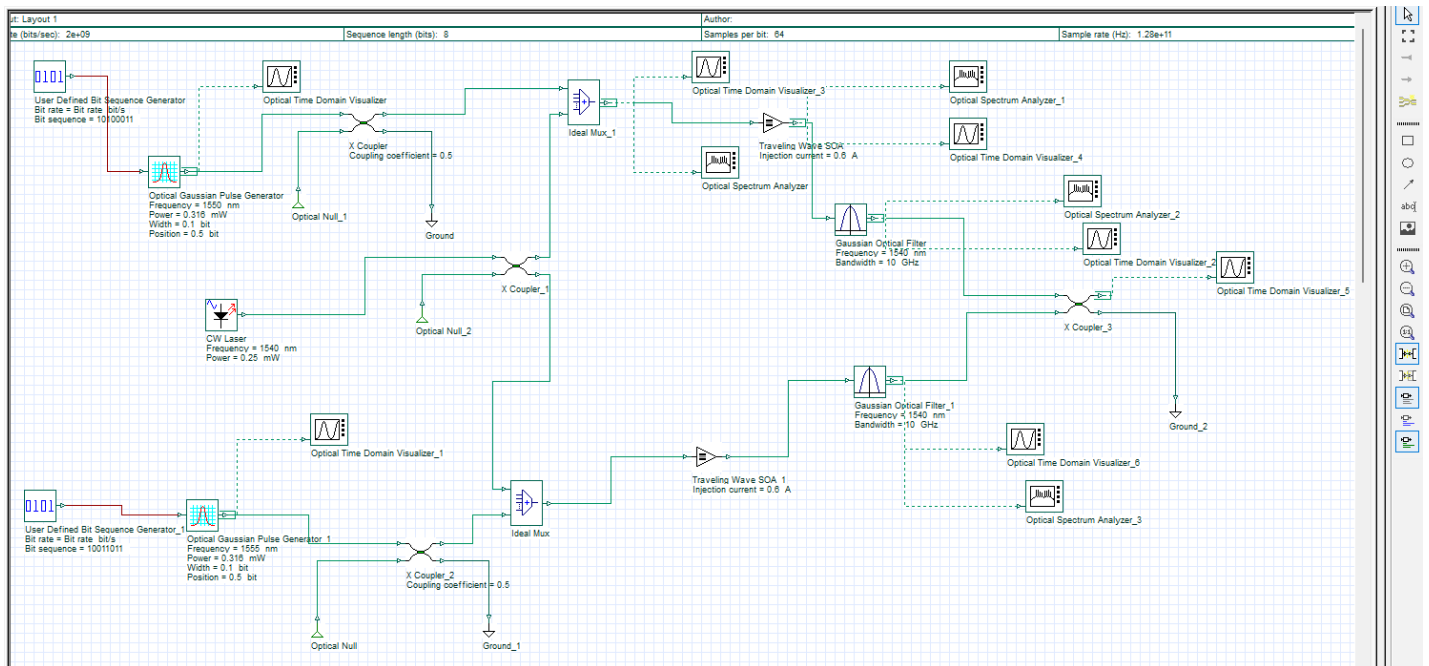 ut: Layout 1
Author:
te (bits/sec): 2e+09
Sequence length (bits): 8
Samples per bit: 64
Sample rate (Hz): 1.28e+11
0101
User Defined Bit Sequence Generator
Bit rate = Bit rate bit/s
Bit sequence = 10100011
Optical Time Domain Visualizer
X Coupler
Coupling coefficient = 0.5
Ideal Mux_1
Optical Time Domain Visualizer_3
Optical Spectrum Analyzer
Traveling Wave SOA
Injection current = 0.6 A
Optical Spectrum Analyzer_1
Optical Time Domain Visualizer_4
Optical Gaussian Pulse Generator
Frequency = 1550 nm
Power = 0.316 mW
Width = 0.1 bit
Position = 0.5 bit
Optical Null_1
Ground
Optical Spectrum Analyzer_2
Gaussian Optical Filter
Frequency = 1540 nm
Bandwidth = 10 GHz
Optical Time Domain Visualizer_2
Optical Time Domain Visualizer_5
X Coupler_1
Optical Null_2
X Coupler_3
CW Laser
Frequency = 1540 nm
Power = 0.25 mW
Gaussian Optical Filter_1
Frequency = 1540 nm
Bandwidth = 10 GHz
Ground_2
Optical Time Domain Visualizer_1
Optical Time Domain Visualizer_6
Traveling Wave SOA_1
Injection current = 0.6 A
Optical Spectrum Analyzer_3
0101
User Defined Bit Sequence Generator_1
Bit rate = Bit rate bit/s
Bit sequence = 10011011
Optical Gaussian Pulse Generator_1
Frequency = 1555 nm
Power = 0.316 mW
Width = 0.1 bit
Position = 0.5 bit
Ideal Mux
X Coupler_2
Coupling coefficient = 0.5
Optical Null
Ground_1
abc
1:1